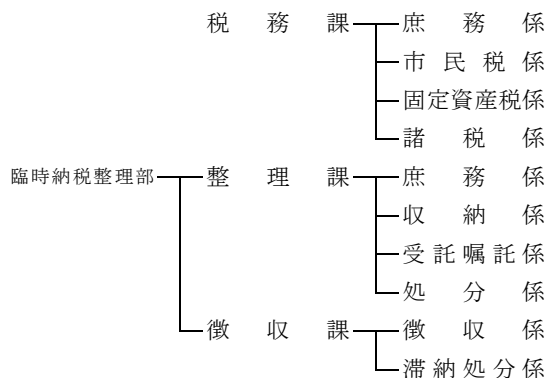 税務課 庶務係
市民税係
固定資産税係
諸税係
臨時納税整理部 整理課 庶務係
収納係
受託嘱託係
処分係
徴収課 徴収係
滞納処分係